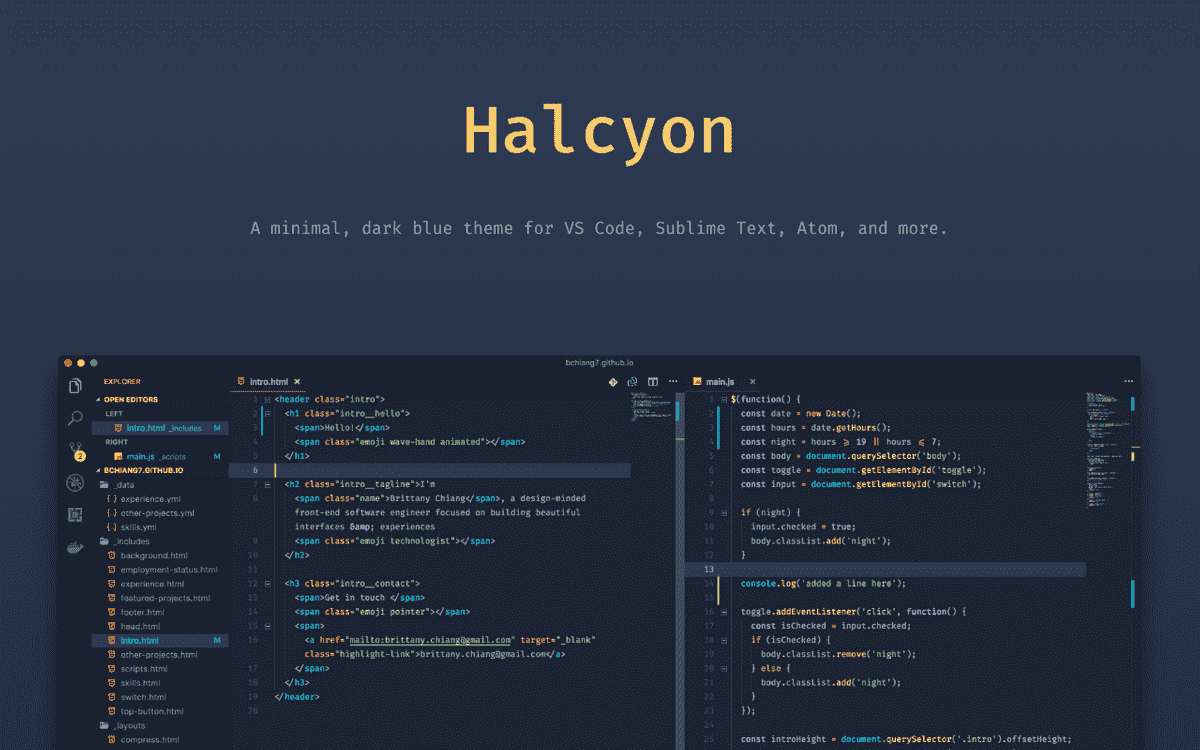 Halcyon
A minimal, dark blue theme for VS Code, Sublime Text, Atom, and more.
bchiang7.github.io
EXPLORER
OPEN EDITORS
LEFT
intro.html _includes M
RIGHT
main.js _scripts M
2
BCHIANG7.GITHUB.IO
_data
experience.yml
other-projects.yml
skills.yml
_includes
background.html
employment-status.html
experience.html
featured-projects.html
footer.html
head.html
intro.html M
other-projects.html
scripts.html
skills.html
switch.html
top-button.html
_layouts
compress.html
intro.html
1 <header class="intro">
2 <h1 class="intro__hello">
3 <span>Hello!</span>
4 <span class="emoji wave-hand animated"></span>
5 </h1>
6
7 <h2 class="intro__tagline">I'm
8 <span class="name">Brittany Chiang</span>, a design-minded
front-end software engineer focused on building beautiful
interfaces &amp; experiences
9 <span class="emoji technologist"></span>
10 </h2>
11
12 <h3 class="intro__contact">
13 <span>Get in touch </span>
14 <span class="emoji pointer"></span>
15 <span>
16 <a href="mailto:brittany.chiang@gmail.com" target="_blank"
class="highlight-link">brittany.chiang@gmail.com</a>
17 </span>
18 </h3>
19 </header>
20
main.js
1 $(function() {
2 const date = new Date();
3 const hours = date.getHours();
4 const night = hours ⩾ 19 || hours ⩽ 7;
5 const body = document.querySelector('body');
6 const toggle = document.getElementById('toggle');
7 const input = document.getElementById('switch');
8
9 if (night) {
10 input.checked = true;
11 body.classList.add('night');
12 }
13
14 console.log('added a line here');
15
16 toggle.addEventListener('click', function() {
17 const isChecked = input.checked;
18 if (isChecked) {
19 body.classList.remove('night');
20 } else {
21 body.classList.add('night');
22 }
23 });
24
25 const introHeight = document.querySelector('.intro').offsetHeight;